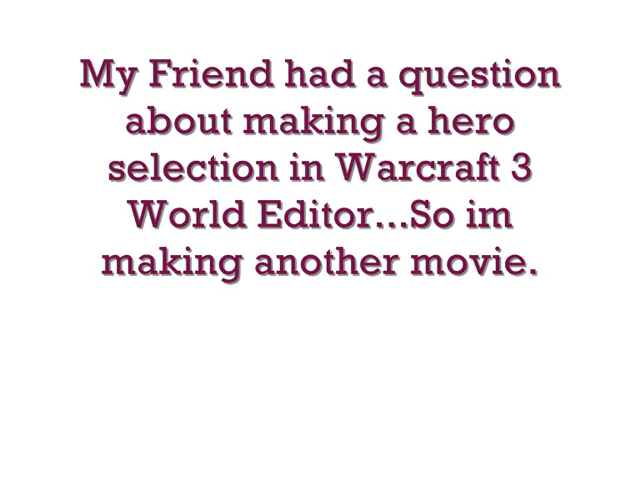 My Friend had a question
about making a hero
selection in Warcraft 3
World Editor...So im
making another movie.